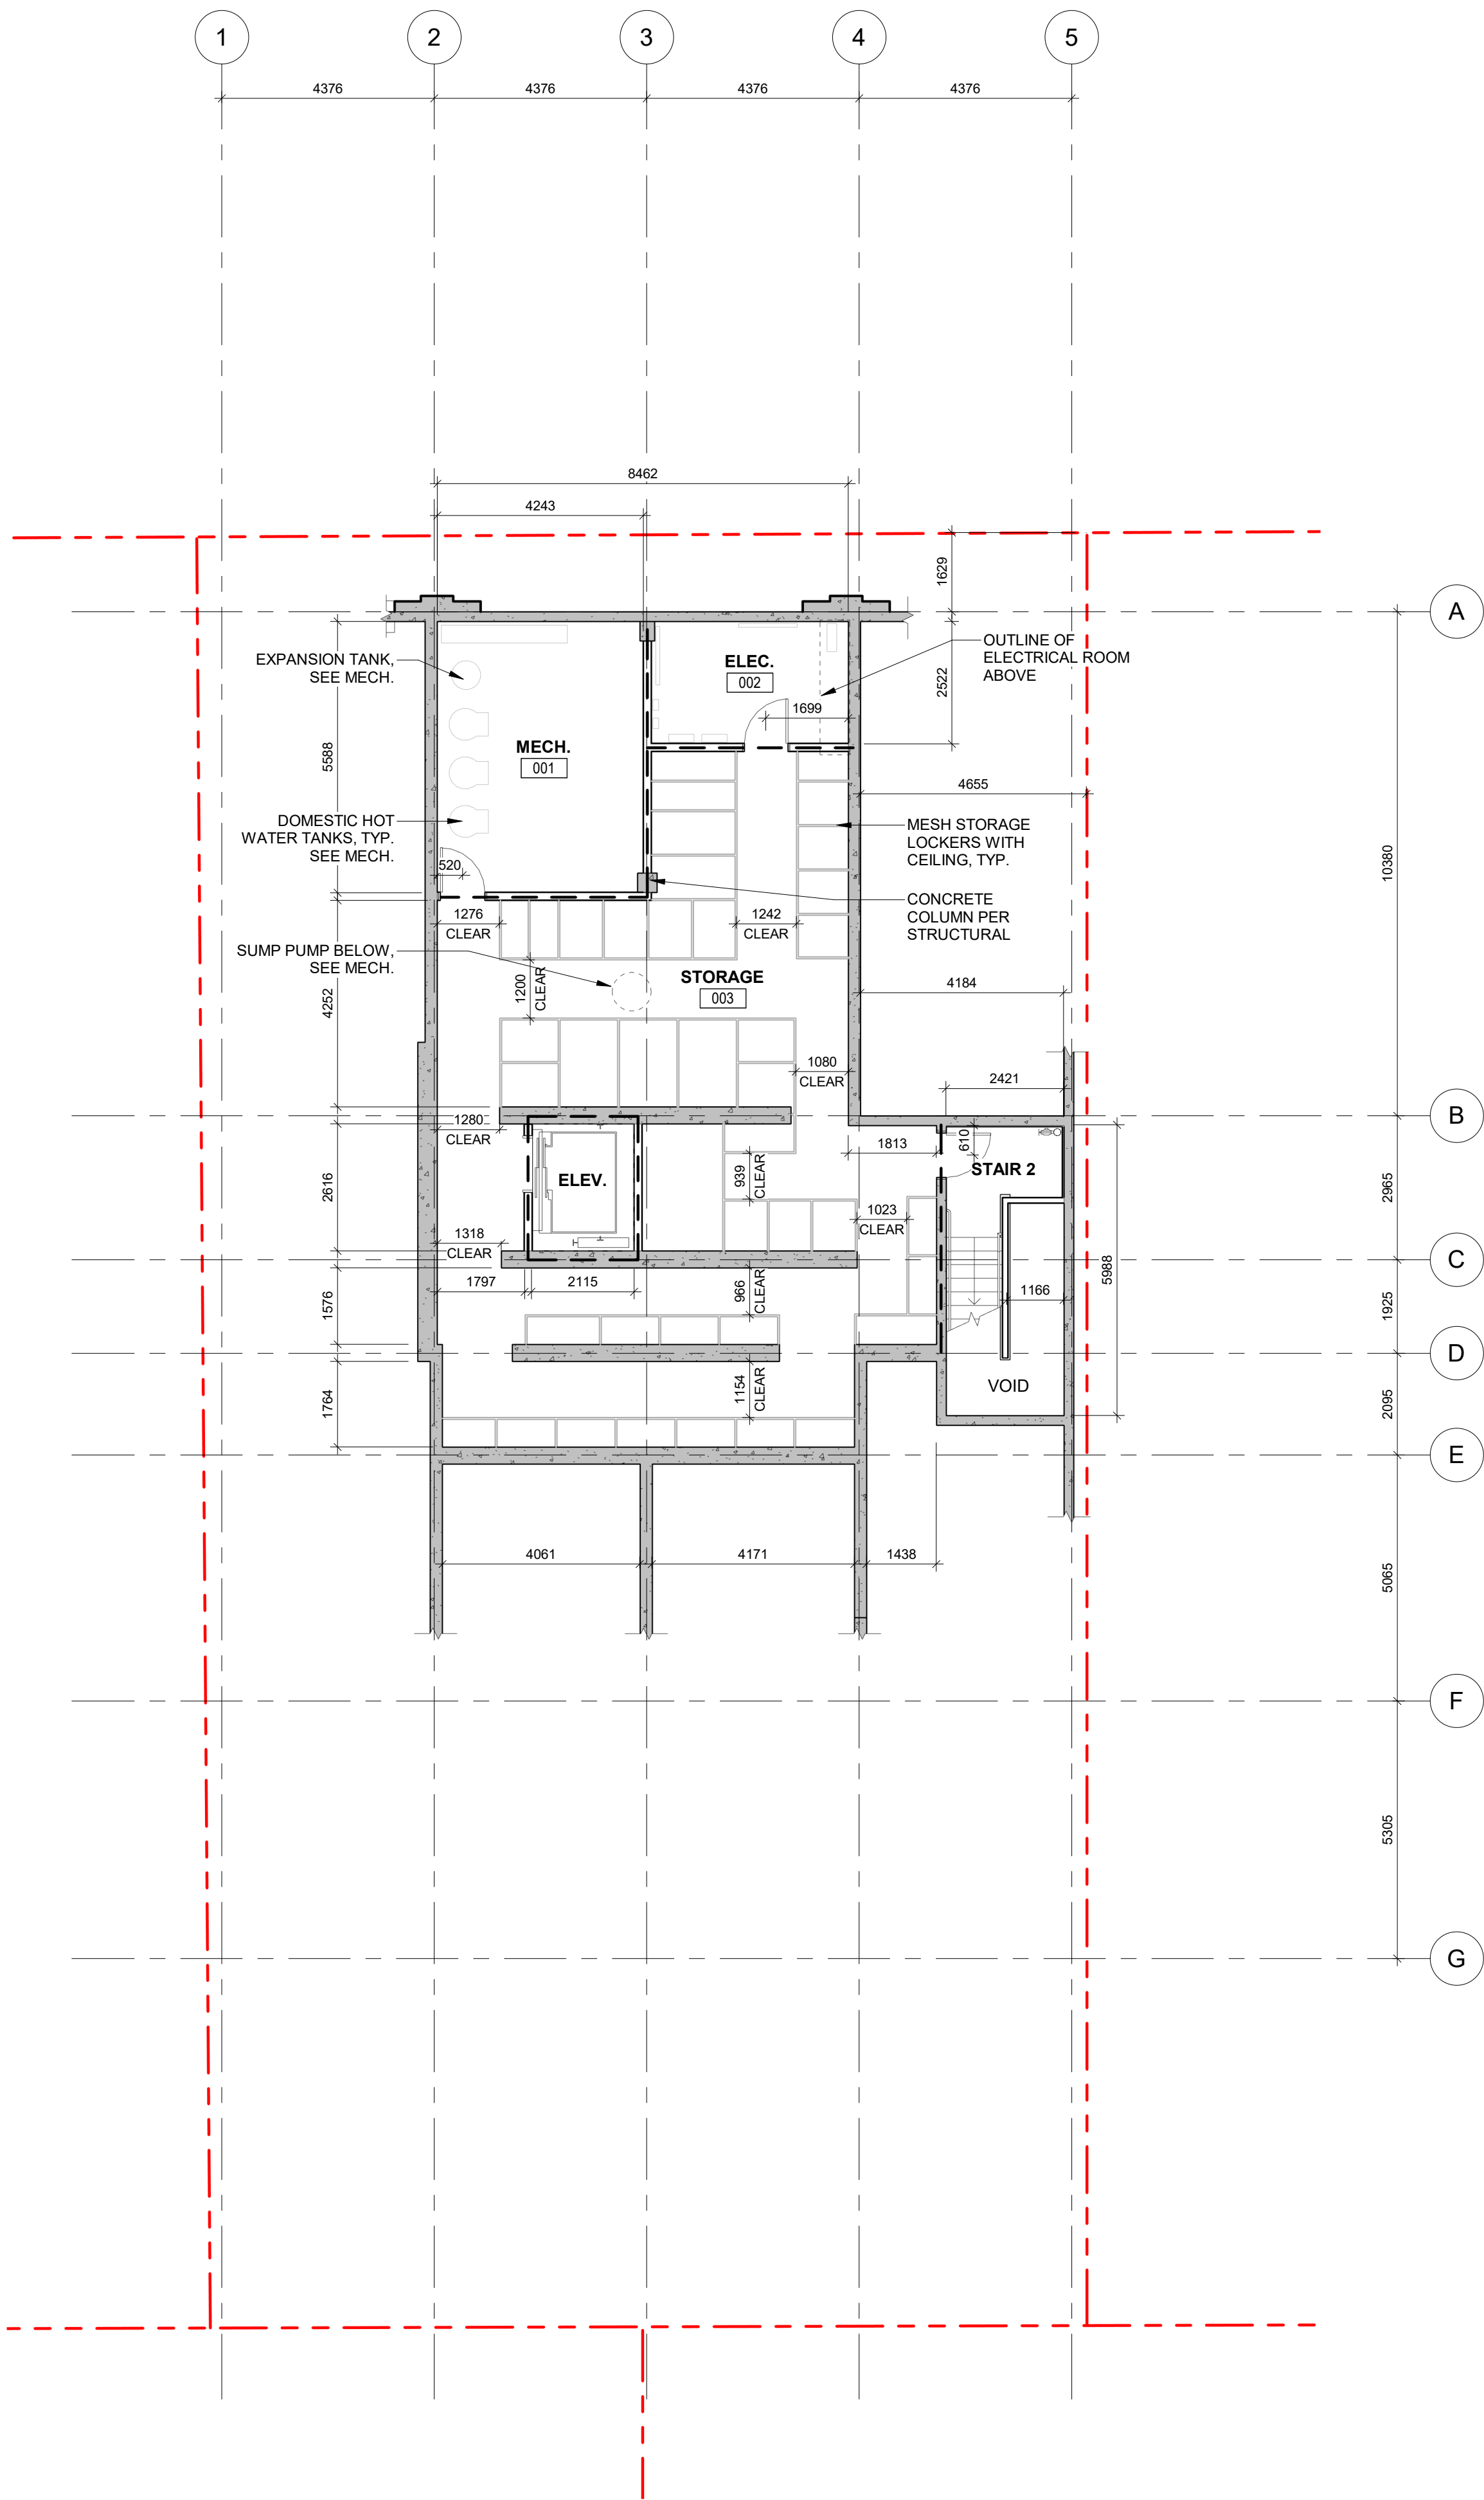 1
2
3
4
5
4376
4376
4376
4376
8462
4243
1629
A
EXPANSION TANK,
SEE MECH.
ELEC.
002
OUTLINE OF
ELECTRICAL ROOM
ABOVE
2522
1699
MECH.
001
5588
4655
DOMESTIC HOT
WATER TANKS, TYP.
SEE MECH.
MESH STORAGE
LOCKERS WITH
CEILING, TYP.
520
10380
CONCRETE
COLUMN PER
STRUCTURAL
1276
CLEAR
1242
CLEAR
SUMP PUMP BELOW,
SEE MECH.
STORAGE
003
1200
CLEAR
4184
4252
1080
CLEAR
2421
B
1280
CLEAR
1813
610
STAIR 2
ELEV.
939
CLEAR
2616
2965
1023
CLEAR
1318
CLEAR
C
5988
1797
2115
966
CLEAR
1166
1576
1925
D
VOID
1154
CLEAR
1764
2095
E
4061
4171
1438
5065
F
5305
G